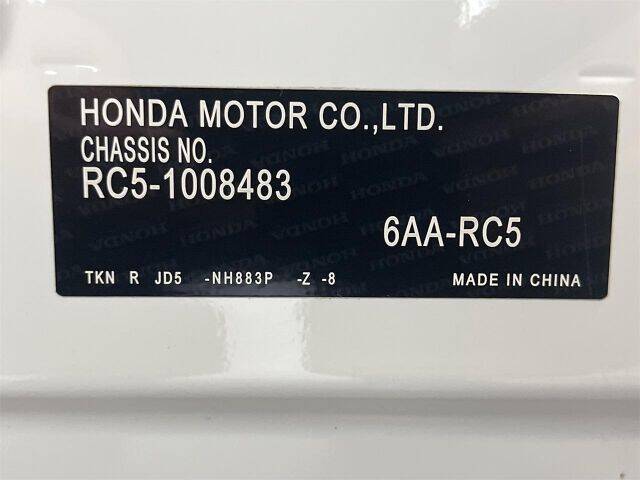 HONDA MOTOR CO.,LTD.
CHASSIS NO.
RC5-1008483
6AA-RC5
TKN R JD5 -NH883P -Z -8 MADE IN CHINA